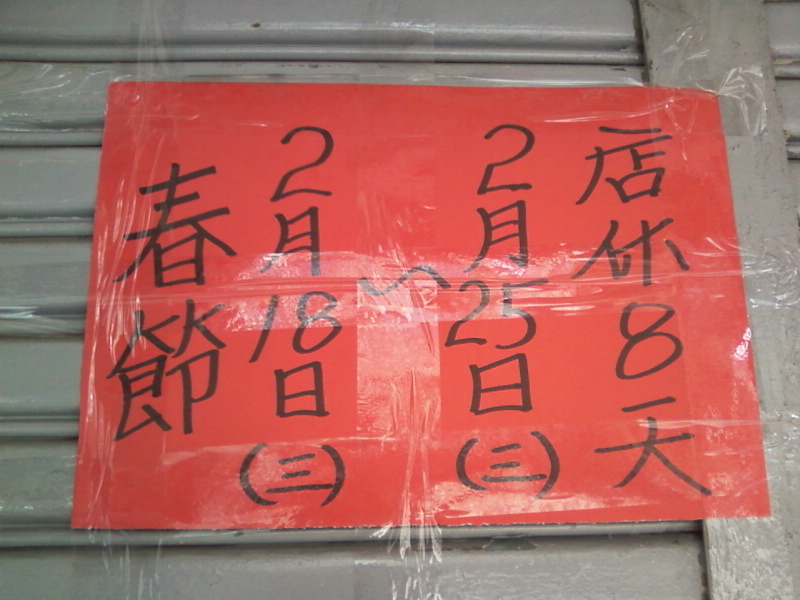 春節
2月18日(三)
~
2月25日(三)
店休8天